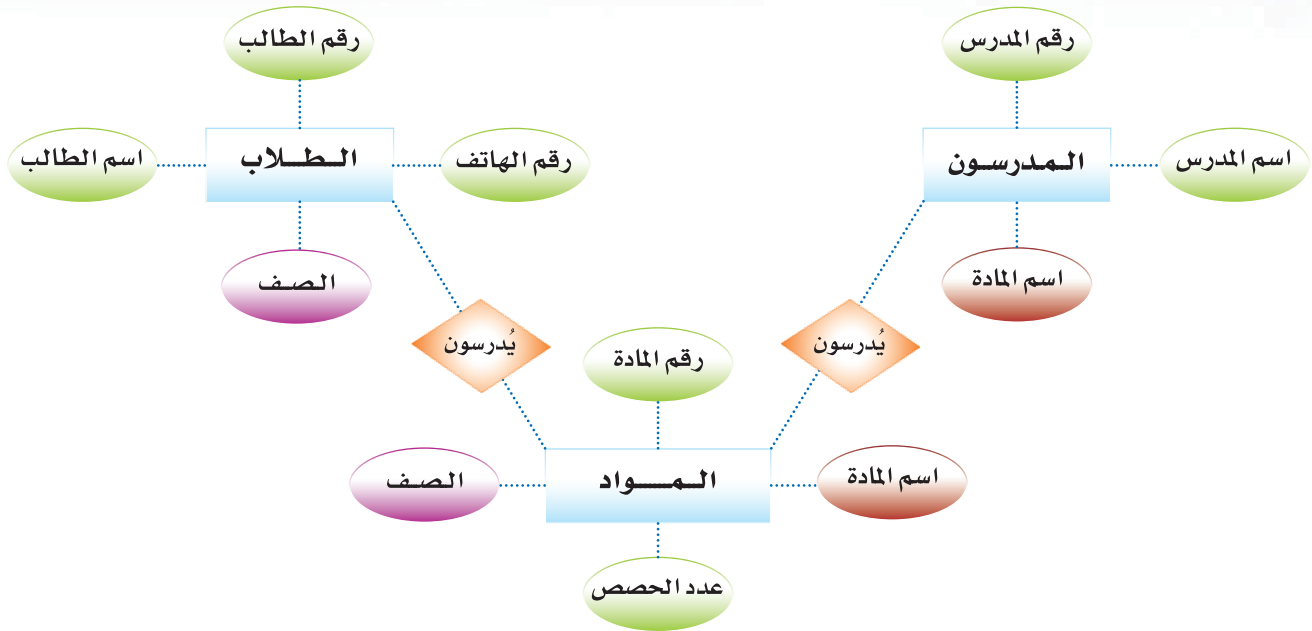 رقم المدرس
رقم الطالب
اسم المدرس
المدرسون
رقم الهاتف
الطلاب
اسم الطالب
اسم المادة
الصف
يُدرسون
رقم المادة
يُدرسون
اسم المادة
المواد
الصف
عدد الحصص